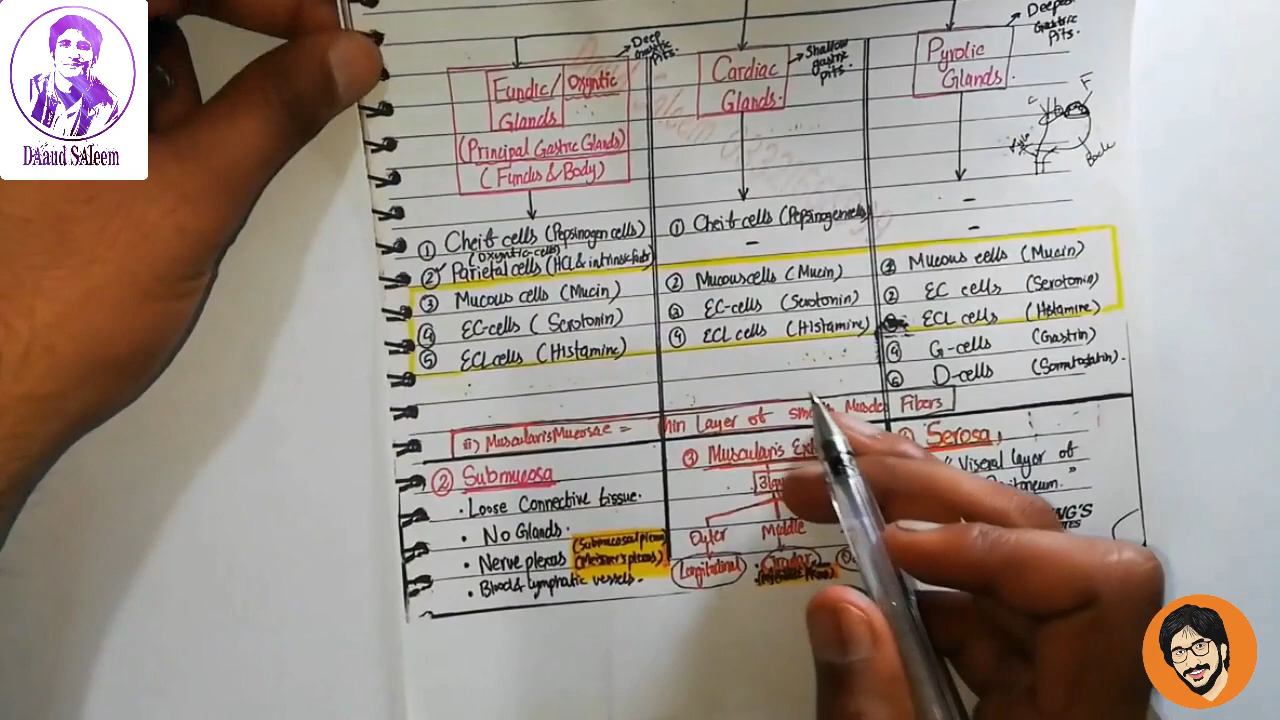 DAaud SAleem
Deep
gastric
Pits.
Fundic/ Oxyntic
Glands
(Principal Gastric Glands)
(Fundus & Body)
① Cheif cells (Pepsinogen cells)
(Oxyntic cells)
② Parietal cells (HCL & intrinsic factor)
③ Mucous cells (Mucin)
④ EC-cells (Serotonin)
⑤ ECL cells (Histamine)
Shallow
gastric
pits.
Cardiac
Glands.
① Cheif cells (Pepsinogen cells)
-
② Mucous cells (Mucin)
③ EC-cells (Serotonin)
④ ECL cells (Histamine)
Deeper
Gastric
Pits.
Pyrolic
Glands.
F
C
Body
-
-
① Mucous cells (Mucin)
② EC cells (Serotonin)
ECL cells (Histamine)
④ G-cells (Gastrin)
⑤ D-cells (Somatostatin).
iii) Muscularis Mucosae = Thin Layer of Muscle Fibers
② Submucosa
• Loose Connective tissue.
• No Glands.
• Nerve plexus (Submucosal plexus)
(Meissner's plexus)
• Blood & Lymphatic vessels.
③ Muscularis
Outer Middle
Longitudinal Circular
Serosa
"Viseral layer of
Peritoneum."